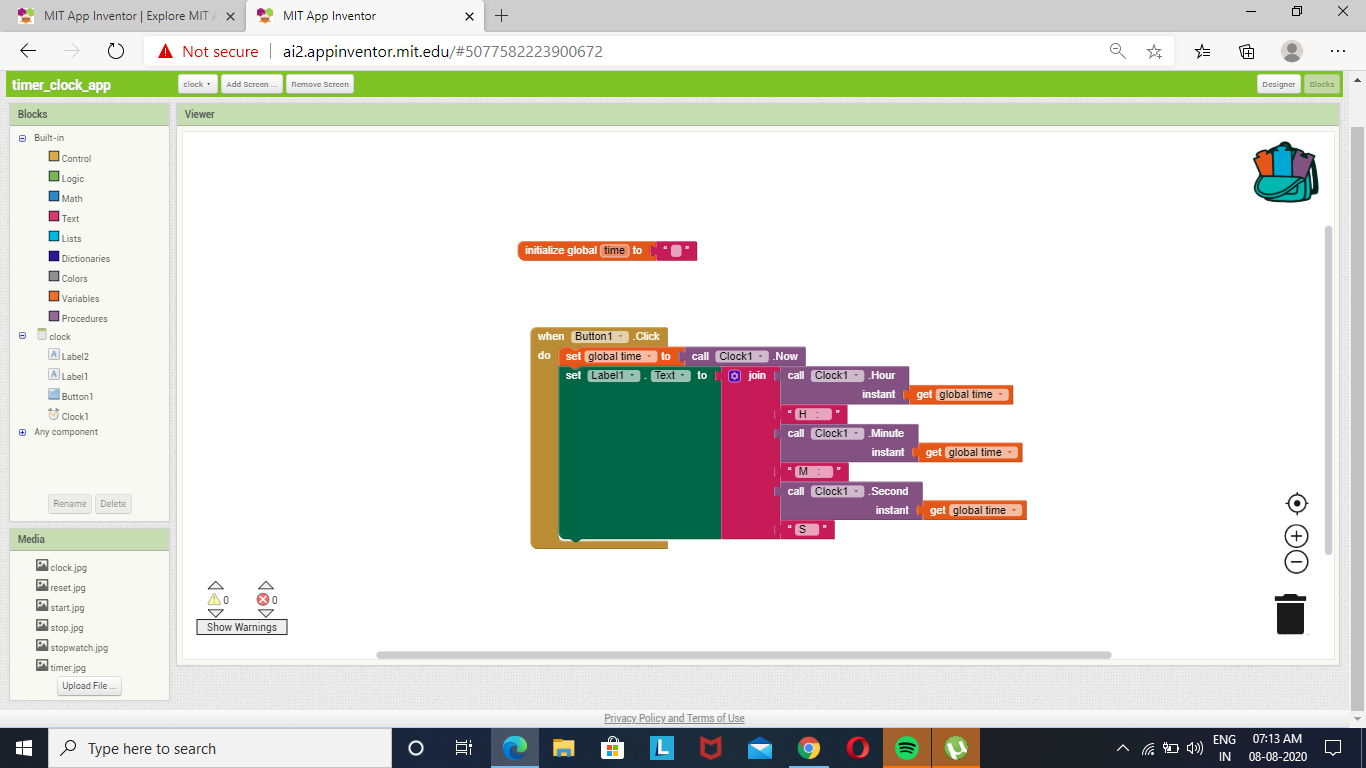 MIT App Inventor | Explore MIT A
MIT App Inventor
Not secure
ai2.appinventor.mit.edu/#5077582223900672
timer_clock_app
clock
Add Screen ...
Remove Screen
Designer
Blocks
Blocks
Viewer
Built-in
Control
Logic
Math
Text
Lists
Dictionaries
Colors
Variables
Procedures
clock
Label2
Label1
Button1
Clock1
Any component
Rename
Delete
Media
clock.jpg
reset.jpg
start.jpg
stop.jpg
stopwatch.jpg
timer.jpg
Upload File ...
initialize global time to “ ”
when Button1 .Click
do set global time to call Clock1 .Now
set Label1 . Text to join call Clock1 .Hour
instant get global time
“ H : ”
call Clock1 .Minute
instant get global time
“ M : ”
call Clock1 .Second
instant get global time
“ S ”
0
0
Show Warnings
Privacy Policy and Terms of Use
Type here to search
ENG
IN
07:13 AM
08-08-2020